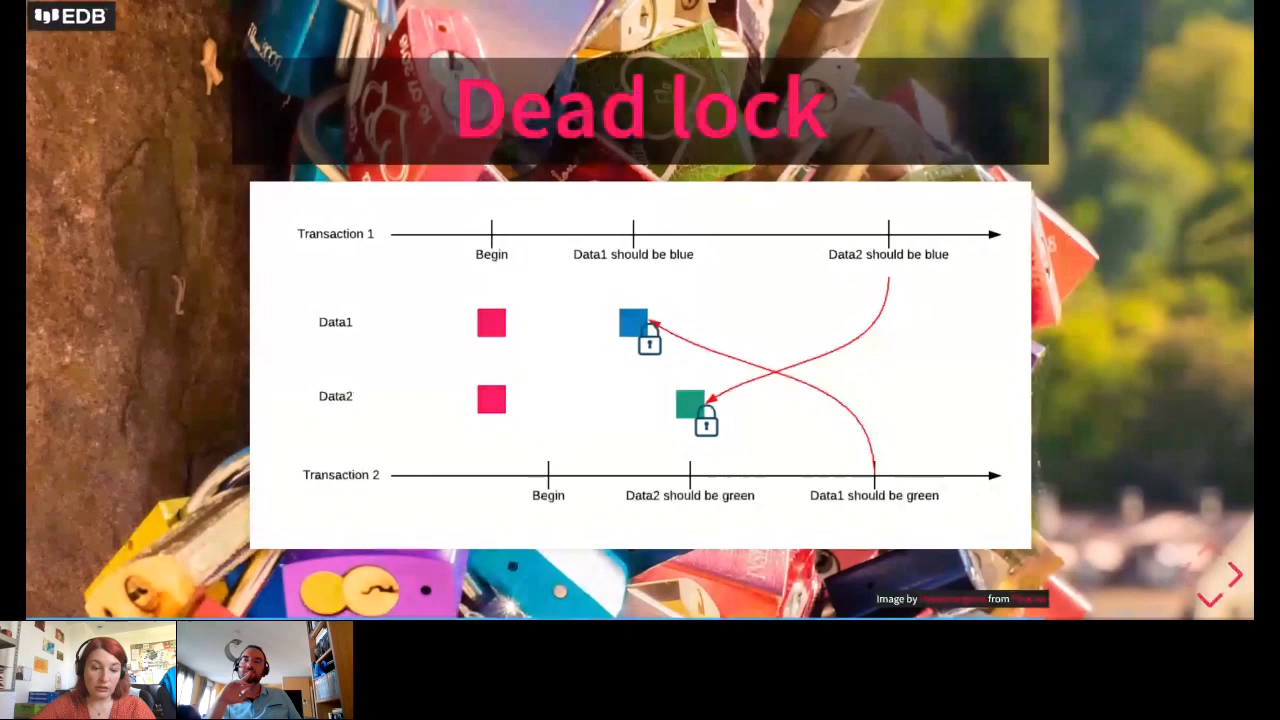 EDB
Dead lock
Transaction 1
Begin
Data1 should be blue
Data2 should be blue
Data1
Data2
Transaction 2
Begin
Data2 should be green
Data1 should be green
Image by
from